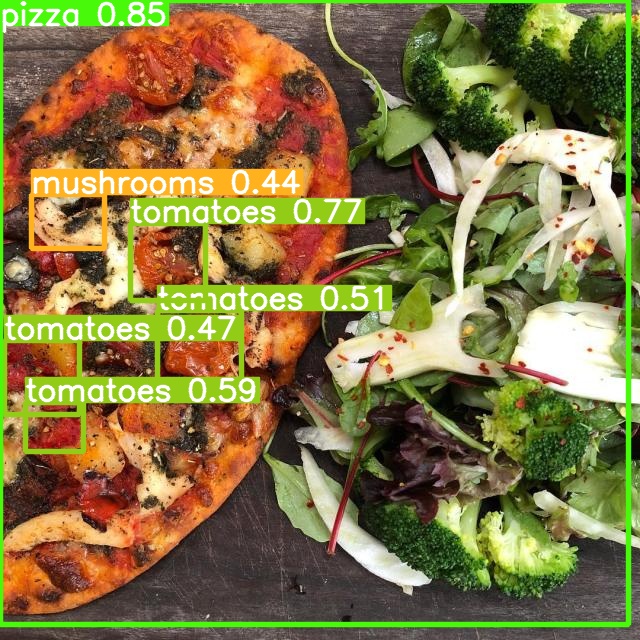 pizza 0.85
mushrooms 0.44
tomatoes 0.77
tomatoes 0.51
tomatoes 0.47
tomatoes 0.59